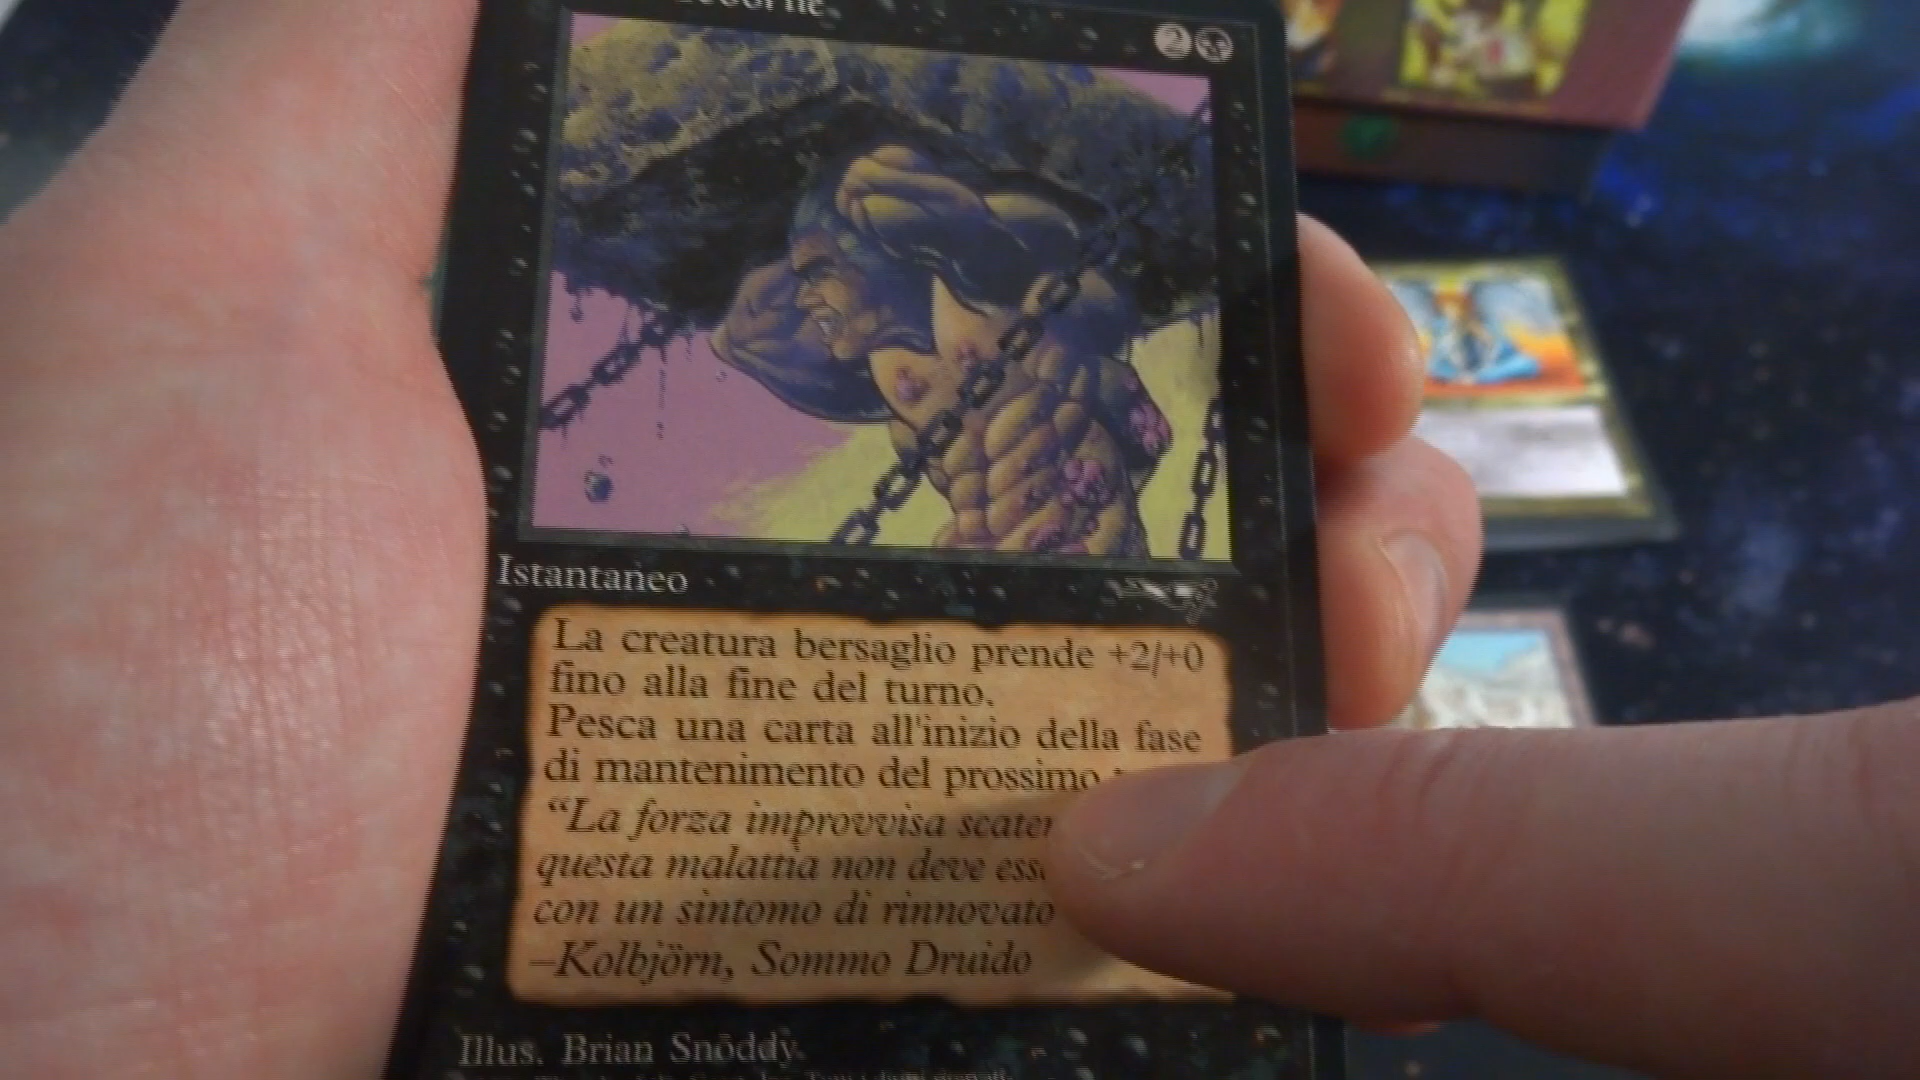 2
Istantaneo
La creatura bersaglio prende +2/+0
fino alla fine del turno.
Pesca una carta all'inizio della fase
di mantenimento del prossimo
“La forza improvvisa
questa malattia non deve
con un sintomo di rinnovato
–Kolbjörn, Sommo Druido
Illus. Brian Snōddy.